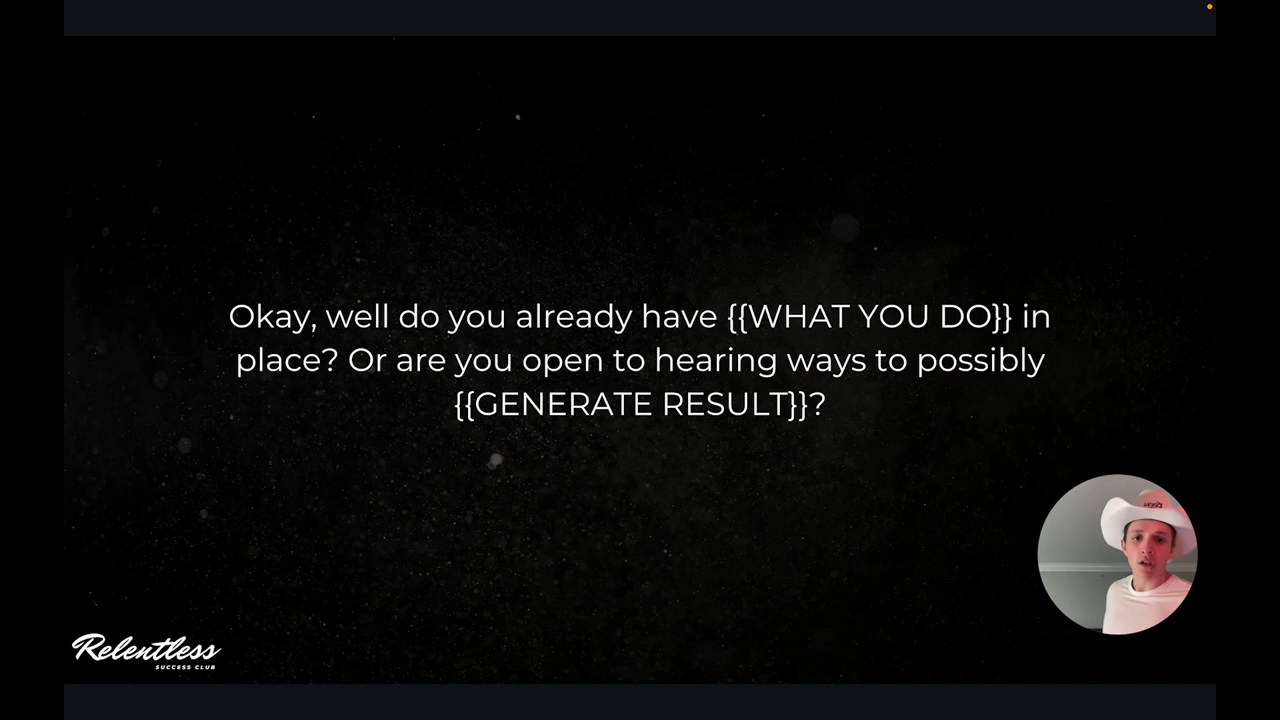 Okay, well do you already have {{WHAT YOU DO}} in
place? Or are you open to hearing ways to possibly
{{GENERATE RESULT}}?
Relentless
SUCCESS CLUB